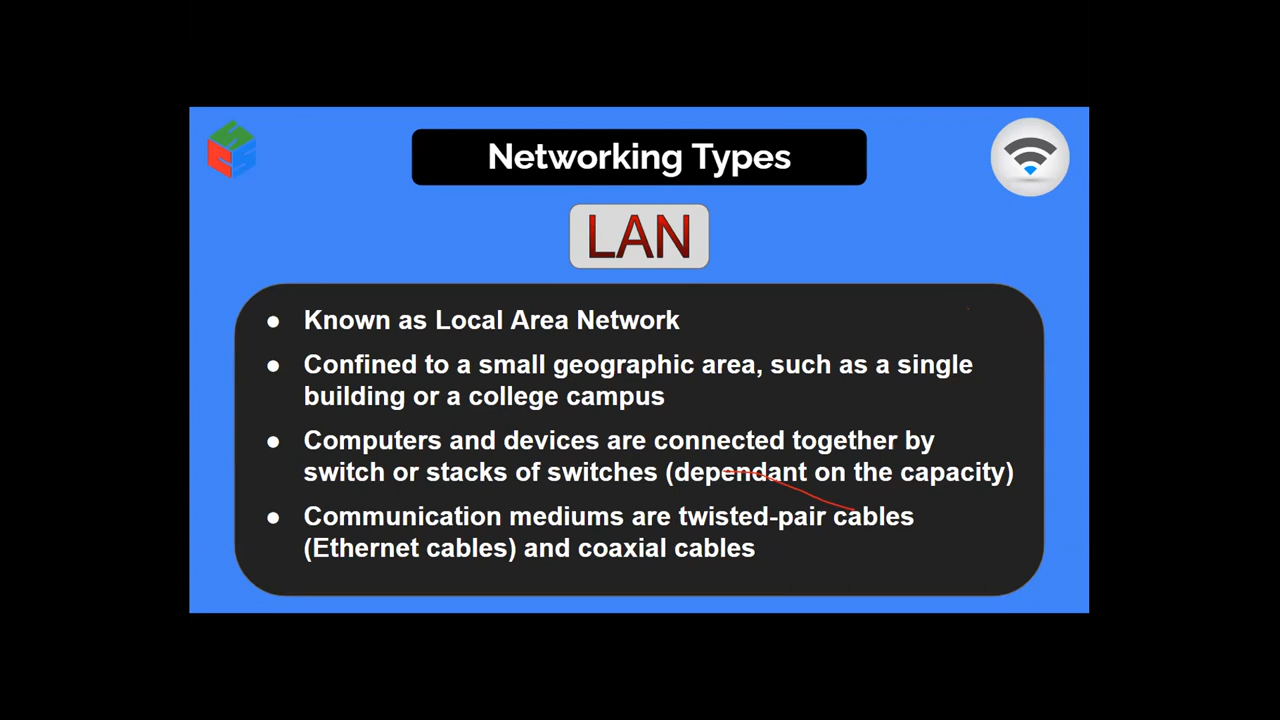 Networking Types
LAN
● Known as Local Area Network
● Confined to a small geographic area, such as a single
building or a college campus
● Computers and devices are connected together by
switch or stacks of switches (dependant on the capacity)
● Communication mediums are twisted-pair cables
(Ethernet cables) and coaxial cables